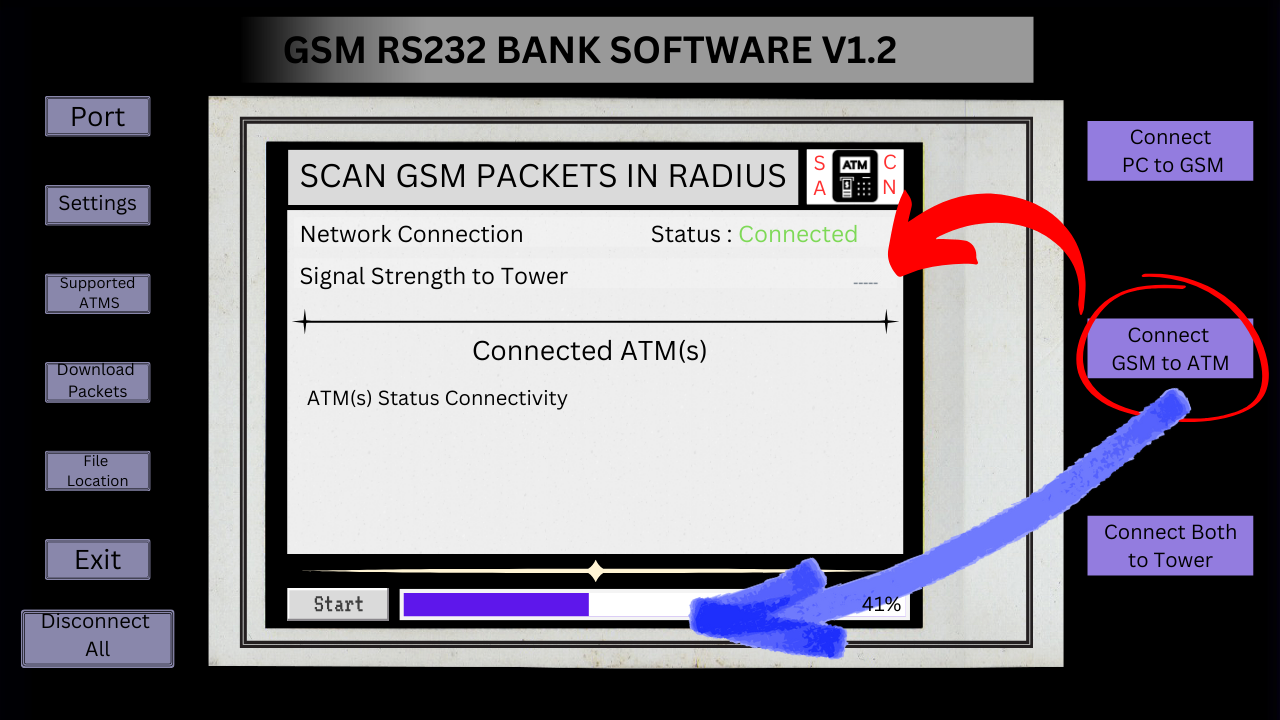 GSM RS232 BANK SOFTWARE V1.2
Port
Settings
Supported
ATMS
Download
Packets
File
Location
Exit
Disconnect
All
SCAN GSM PACKETS IN RADIUS
S C
ATM
A N
Network Connection Status : Connected
Signal Strength to Tower -----
Connected ATM(s)
ATM(s) Status Connectivity
Start 41%
Connect
PC to GSM
Connect
GSM to ATM
Connect Both
to Tower